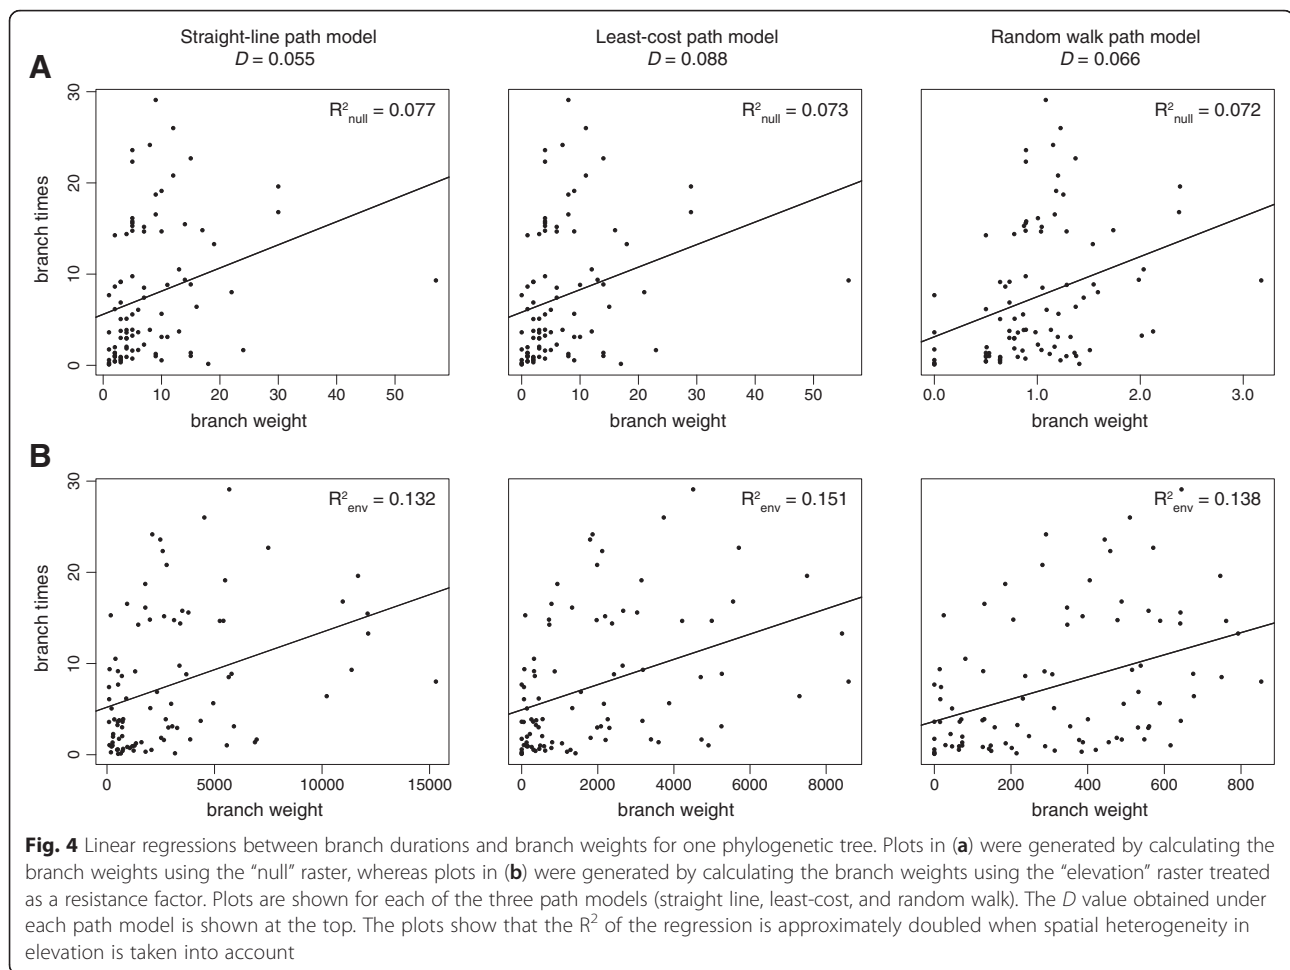 Straight-line path model
D = 0.055
Least-cost path model
D = 0.088
Random walk path model
D = 0.066
A
R²null = 0.077
30
20
10
0
branch times
0 10 20 30 40 50
branch weight
R²null = 0.073
0 10 20 30 40 50
branch weight
R²null = 0.072
0.0 1.0 2.0 3.0
branch weight
B
R²env = 0.132
30
20
10
0
branch times
0 5000 10000 15000
branch weight
R²env = 0.151
0 2000 4000 6000 8000
branch weight
R²env = 0.138
0 200 400 600 800
branch weight
Fig. 4 Linear regressions between branch durations and branch weights for one phylogenetic tree. Plots in (a) were generated by calculating the
branch weights using the “null” raster, whereas plots in (b) were generated by calculating the branch weights using the “elevation” raster treated
as a resistance factor. Plots are shown for each of the three path models (straight line, least-cost, and random walk). The D value obtained under
each path model is shown at the top. The plots show that the R² of the regression is approximately doubled when spatial heterogeneity in
elevation is taken into account